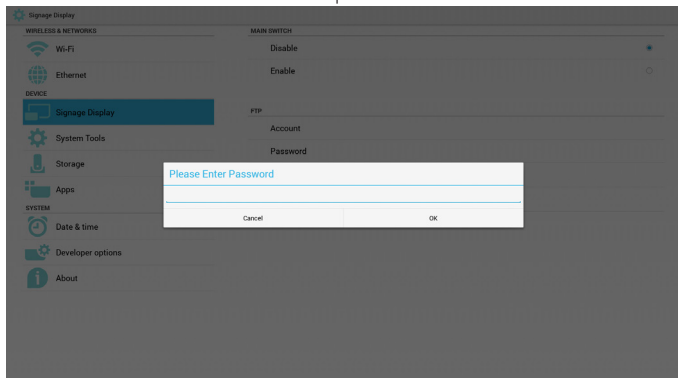 Signage Display
WIRELESS & NETWORKS
Wi-Fi
Ethernet
DEVICE
Signage Display
System Tools
Storage
Apps
SYSTEM
Date & time
Developer options
About
MAIN SWITCH
Disable
Enable
FTP
Account
Password
Please Enter Password
Cancel
OK